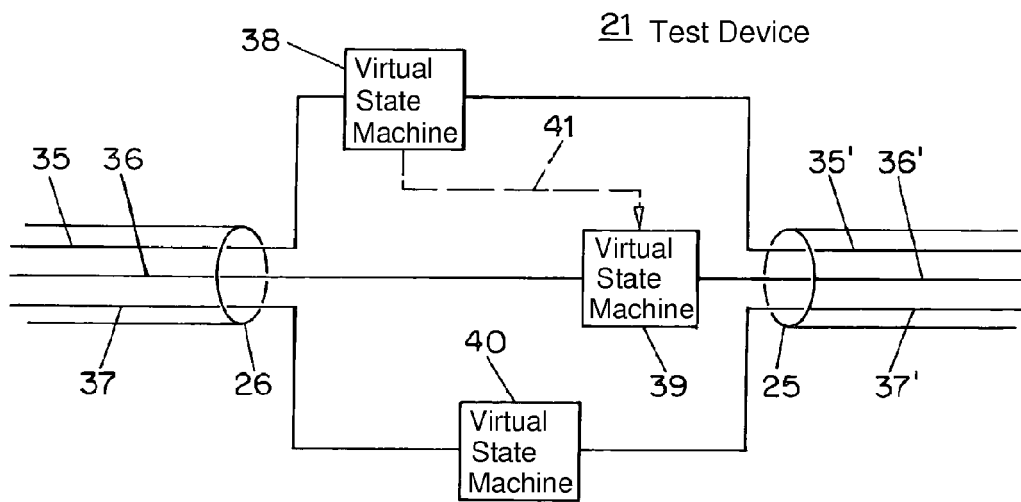 21 Test Device
38
Virtual
State
Machine
41
35
36
35'
36'
Virtual
State
Machine
40
37
26
39
25
37'
Virtual
State
Machine